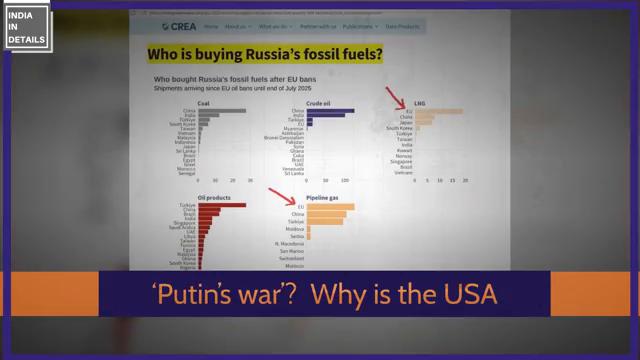 INDIA
IN
DETAILS
CREA
Home About us What we do Partner with us Publications Data Products
Who is buying Russia's fossil fuels?
Who bought Russia's fossil fuels after EU bans
Shipments arriving since EU oil bans until end of July 2025
Coal
China
India
Türkiye
South Korea
Taiwan
Vietnam
Malaysia
Indonesia
Japan
Sri Lanka
Brazil
Egypt
Israel
Morocco
Senegal
0 10 20 30
Crude oil
China
India
Türkiye
EU
Myanmar
Azerbaijan
Brunei Darussalam
Pakistan
Syria
Ghana
Cuba
Brazil
UAE
Venezuela
Sri Lanka
0 50 100
LNG
EU
China
Japan
South Korea
Türkiye
Taiwan
India
Kuwait
Norway
Singapore
Brazil
Vietnam
0 5 10 15 20
Oil products
Türkiye
China
Brazil
India
Singapore
Saudi Arabia
UAE
Libya
Taiwan
Tunisia
Egypt
Malaysia
Ghana
South Korea
Nigeria
Pipeline gas
EU
China
Türkiye
Moldova
Serbia
N. Macedonia
San Marino
Switzerland
Morocco
'Putin's war'? Why is the USA